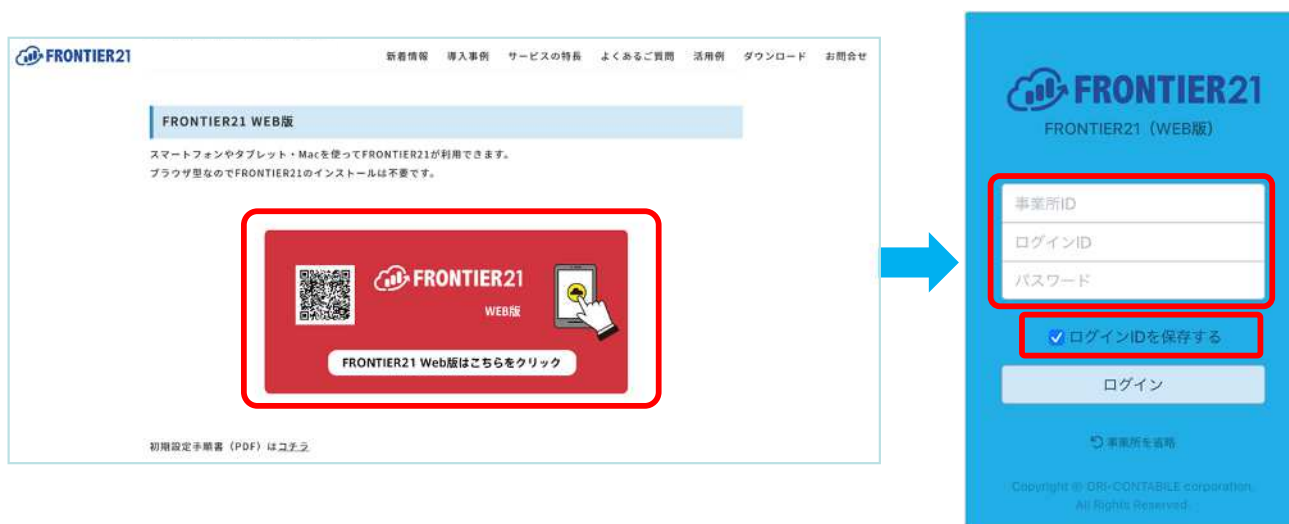 FRONTIER21
新着情報 導入事例 サービスの特長 よくあるご質問 活用例 ダウンロード お問合せ
FRONTIER21 WEB版
スマートフォンやタブレット・Macを使ってFRONTIER21が利用できます。
ブラウザ型なのでFRONTIER21のインストールは不要です。
FRONTIER21
WEB版
FRONTIER21 Web版はこちらをクリック
初期設定手順書（PDF）はコチラ
FRONTIER21
FRONTIER21（WEB版）
事業所ID
ログインID
パスワード
ログインIDを保存する
ログイン
事業所を省略
Copyright © ORI-CONTABILE corporation.
All Rights Reserved.